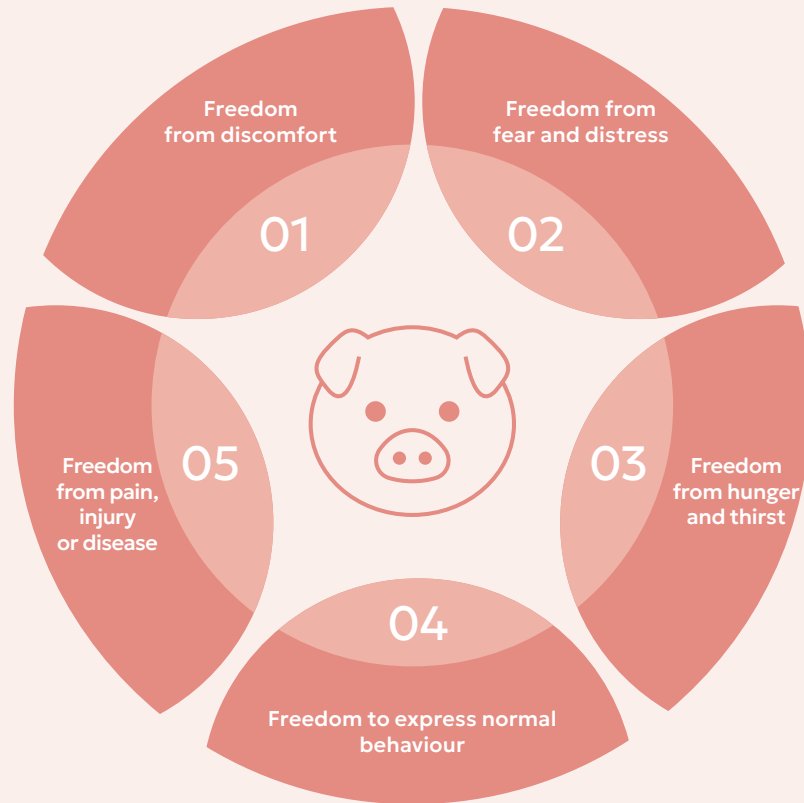 Freedom
from discomfort
01
Freedom from
fear and distress
02
03
Freedom
from hunger
and thirst
04
Freedom to express normal
behaviour
05
Freedom
from pain,
injury
or disease